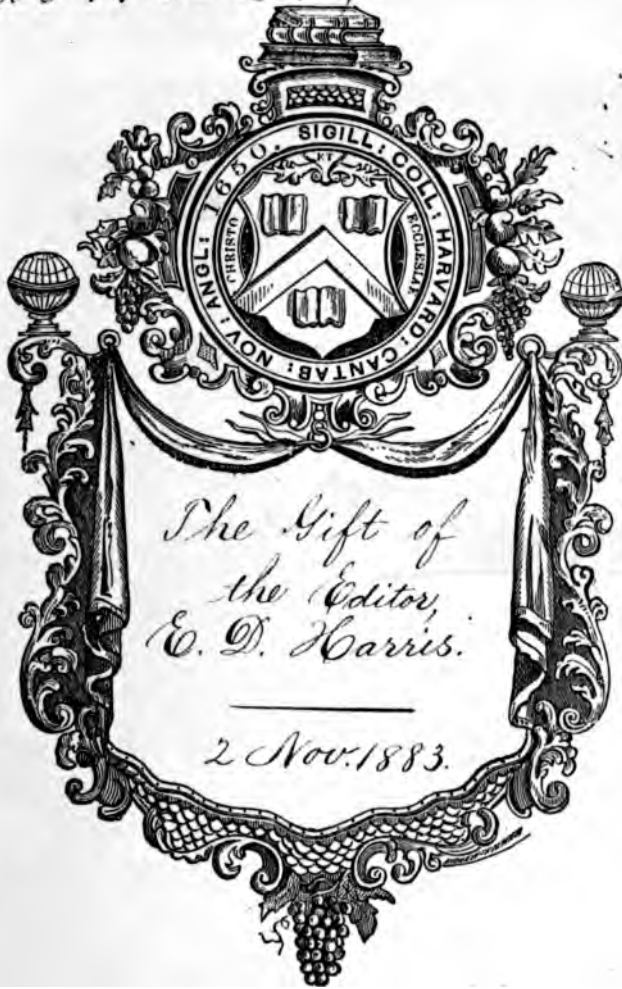 SIGILL: COLL: HARVARD: CANTAB: NOV: ANGL: 1650.
CHRISTO
ET
ECCLESIAE
The Gift of
the Editor,
E. D. Harris.
2 Nov. 1883.